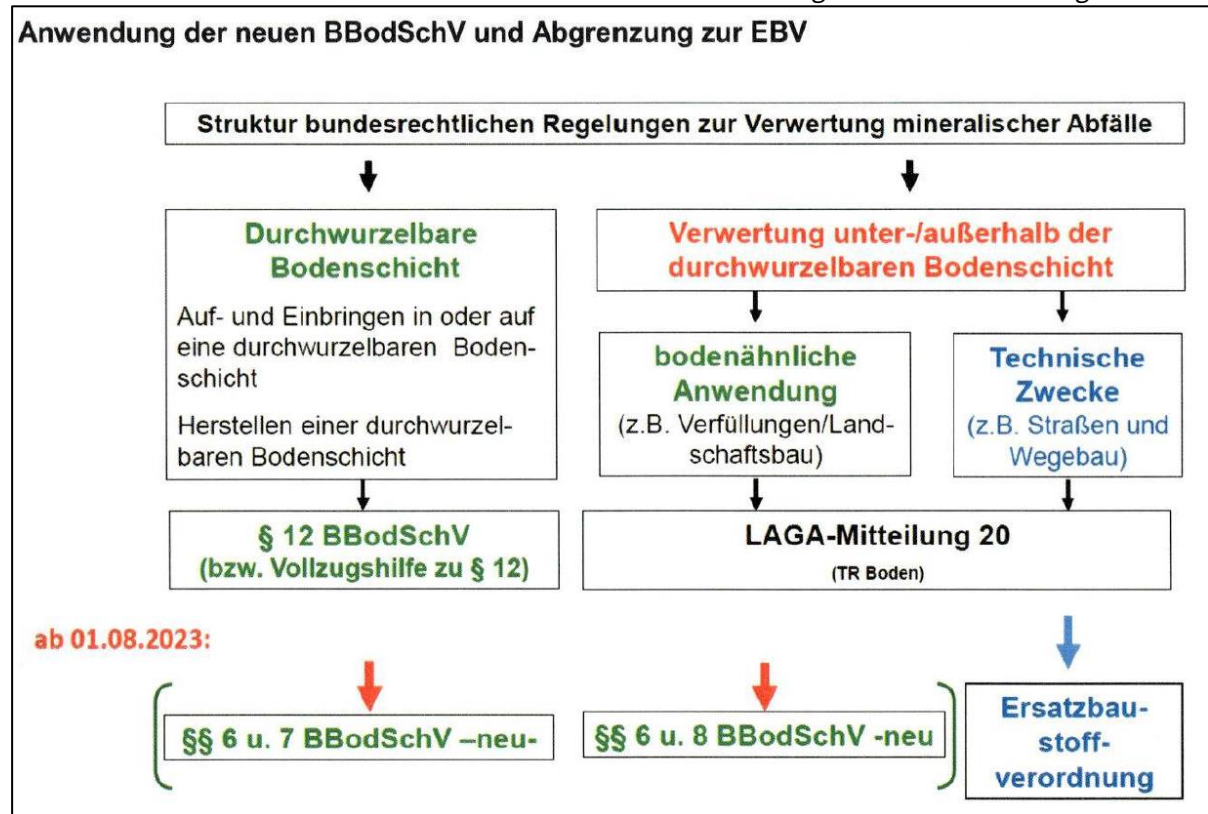 Anwendung der neuen BBodSchV und Abgrenzung zur EBV
Struktur bundesrechtlichen Regelungen zur Verwertung mineralischer Abfälle
Durchwurzelbare
Bodenschicht
Auf- und Einbringen in oder auf
eine durchwurzelbaren Boden-
schicht
Herstellen einer durchwurzel-
baren Bodenschicht
Verwertung unter-/außerhalb der
durchwurzelbaren Bodenschicht
bodenähnliche
Anwendung
(z.B. Verfüllungen/Land-
schaftsbau)
Technische
Zwecke
(z.B. Straßen und
Wegebau)
§ 12 BBodSchV
(bzw. Vollzugshilfe zu § 12)
LAGA-Mitteilung 20
(TR Boden)
ab 01.08.2023:
§§ 6 u. 7 BBodSchV –neu-
§§ 6 u. 8 BBodSchV -neu
Ersatzbau-
stoff-
verordnung